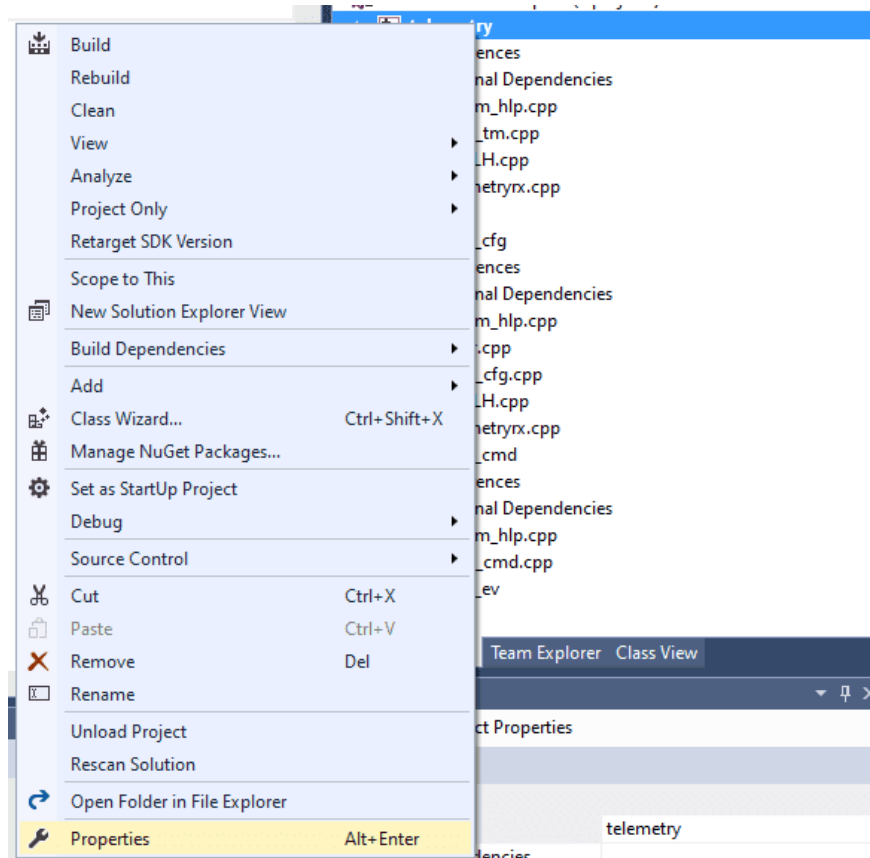 Build
Rebuild
Clean
View
Analyze
Project Only
Retarget SDK Version
Scope to This
New Solution Explorer View
Build Dependencies
Add
Class Wizard... Ctrl+Shift+X
Manage NuGet Packages...
Set as StartUp Project
Debug
Source Control
Cut Ctrl+X
Paste Ctrl+V
Remove Del
Rename
Unload Project
Rescan Solution
Open Folder in File Explorer
Properties Alt+Enter
ry
ences
nal Dependencies
m_hlp.cpp
_tm.cpp
LH.cpp
netryrx.cpp
_cfg
ences
nal Dependencies
m_hlp.cpp
.cpp
_cfg.cpp
LH.cpp
netryrx.cpp
_cmd
ences
nal Dependencies
m_hlp.cpp
_cmd.cpp
_ev
Team Explorer Class View
ct Properties
telemetry
dencies